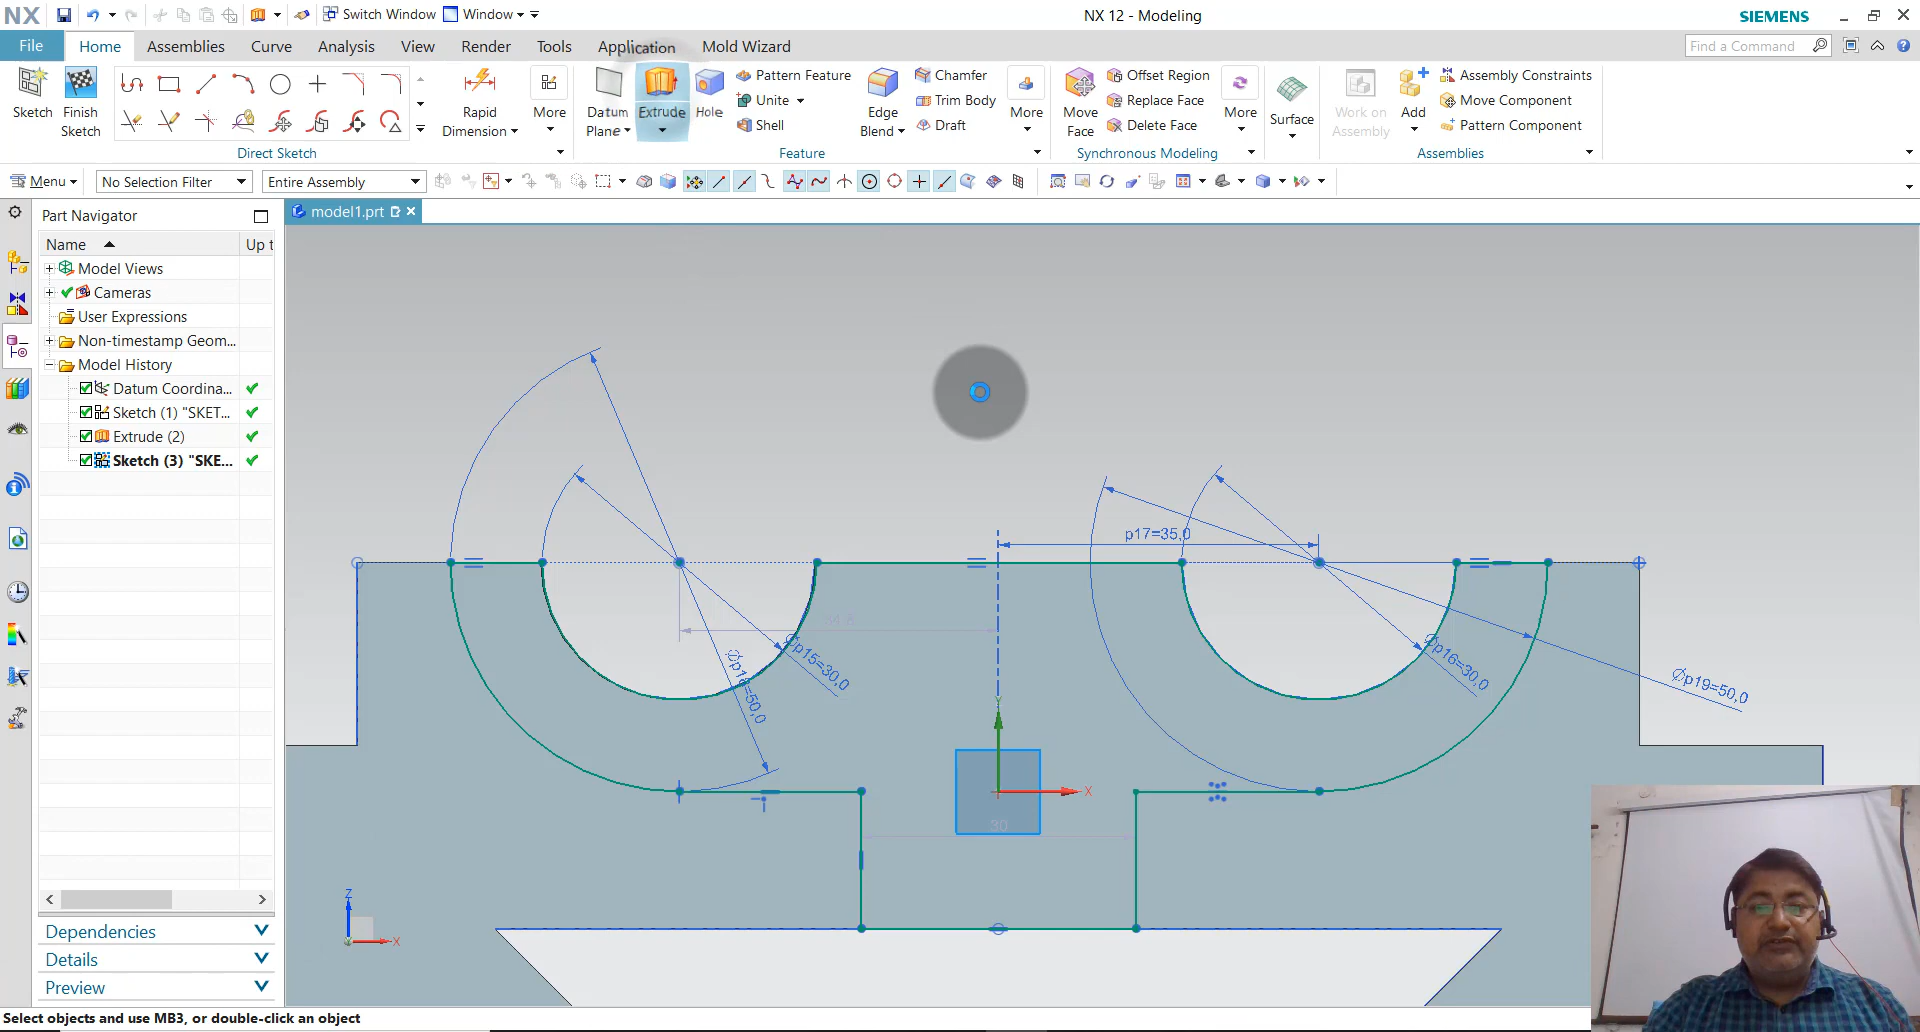 NX
Switch Window
Window
NX 12 - Modeling
SIEMENS
File
Home
Assemblies
Curve
Analysis
View
Render
Tools
Application
Mold Wizard
Find a Command
Sketch
Finish
Sketch
Rapid
Dimension
More
Datum
Plane
Extrude
Hole
Pattern Feature
Unite
Shell
Edge
Blend
Chamfer
Trim Body
Draft
More
Move
Face
Offset Region
Replace Face
Delete Face
More
Surface
Work on
Assembly
Add
Assembly Constraints
Move Component
Pattern Component
Direct Sketch
Feature
Synchronous Modeling
Assemblies
Menu
No Selection Filter
Entire Assembly
Part Navigator
model1.prt
Name
Up t
Model Views
Cameras
User Expressions
Non-timestamp Geom...
Model History
Datum Coordina...
Sketch (1) "SKET...
Extrude (2)
Sketch (3) "SKE...
p17=35,0
Øp15=30,0
Øp16=30,0
Øp19=50,0
Y
X
30
Z
X
Dependencies
Details
Preview
Select objects and use MB3, or double-click an object